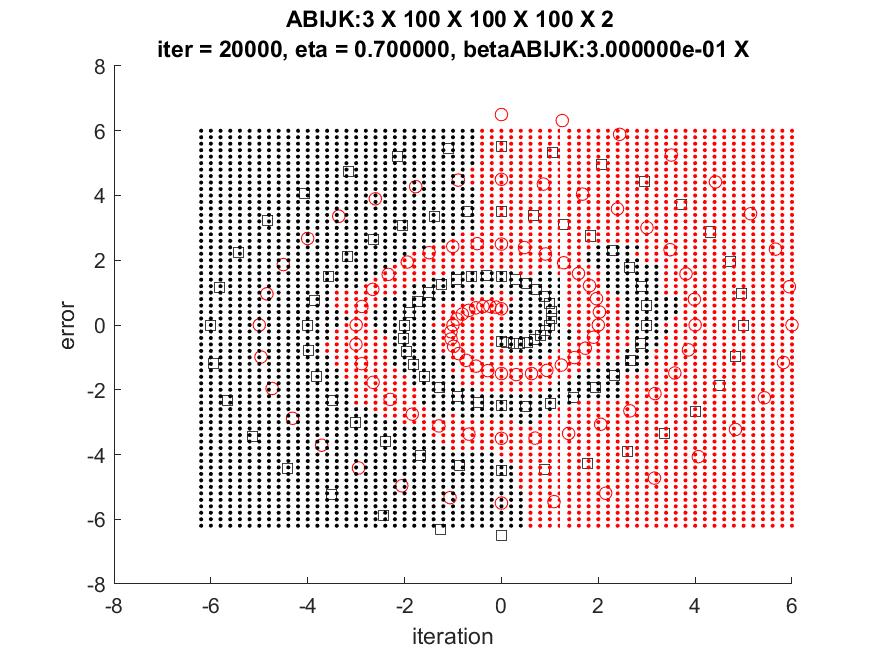 ABIJK:3 X 100 X 100 X 100 X 2
iter = 20000, eta = 0.700000, betaABIJK:3.000000e-01 X
8
6
4
2
0
-2
-4
-6
-8
error
-8 -6 -4 -2 0 2 4 6
iteration